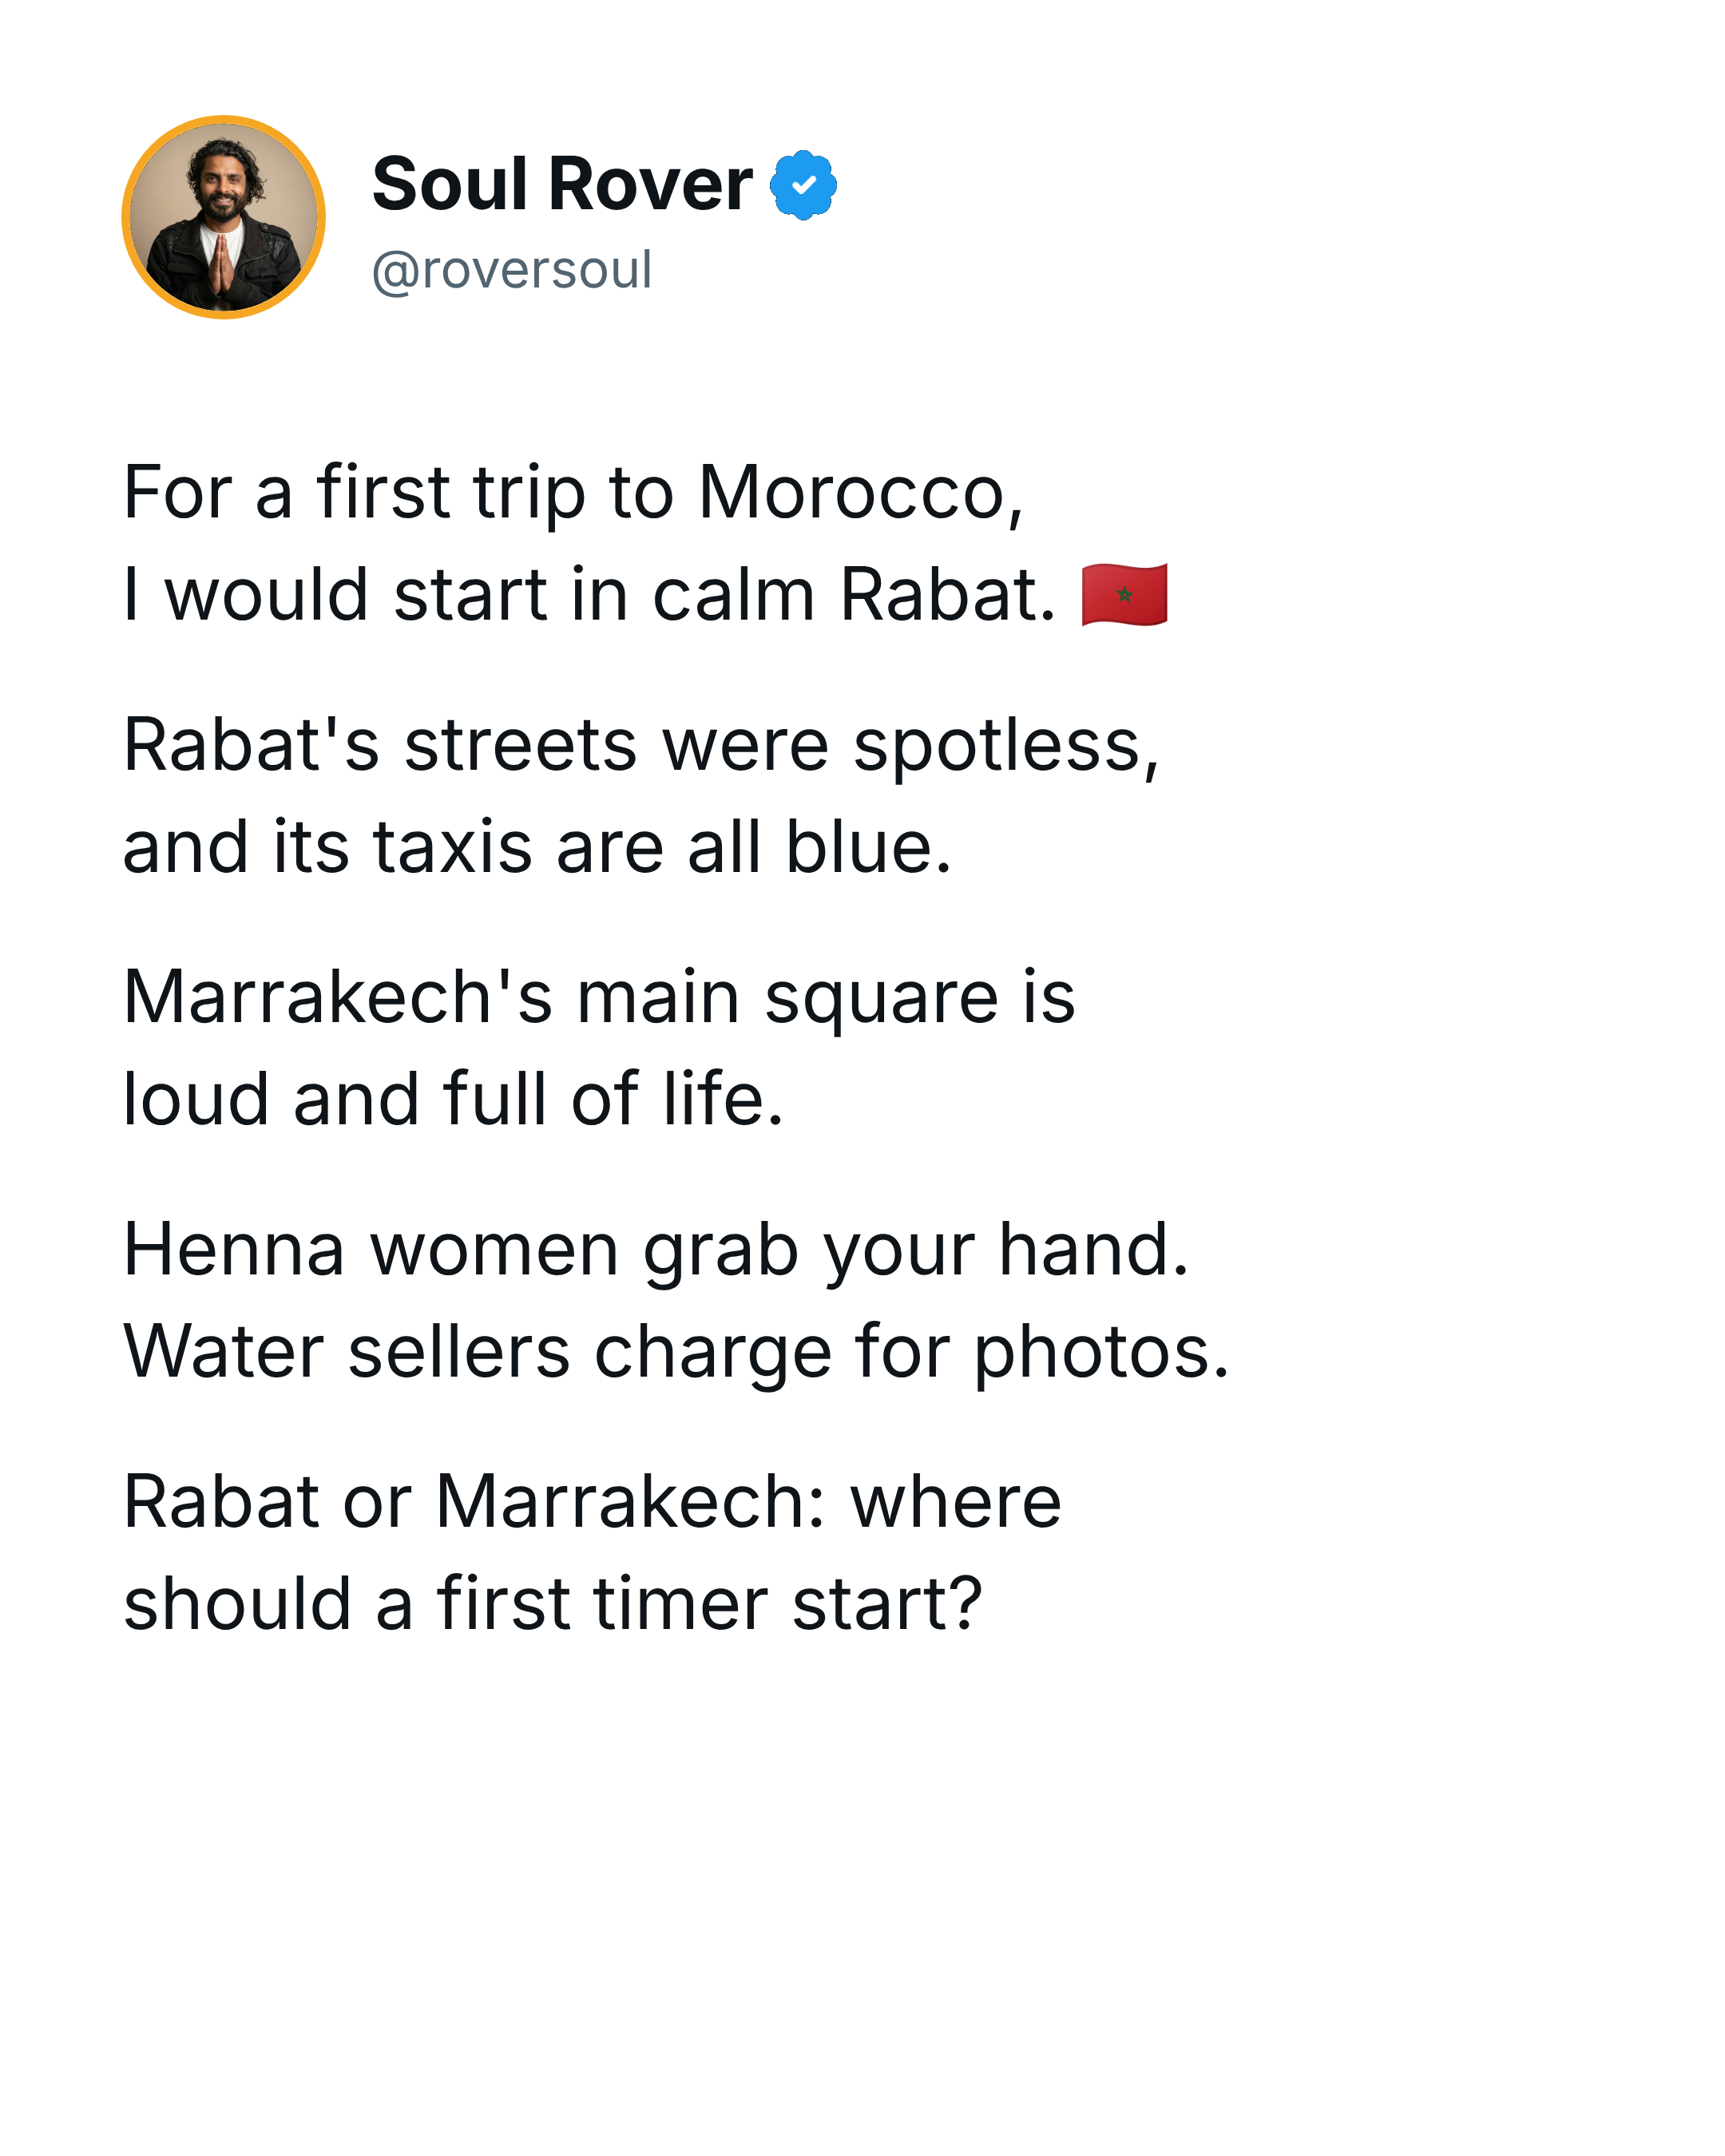 Soul Rover
@roversoul
For a first trip to Morocco,
I would start in calm Rabat. 🇲🇦
Rabat's streets were spotless,
and its taxis are all blue.
Marrakech's main square is
loud and full of life.
Henna women grab your hand.
Water sellers charge for photos.
Rabat or Marrakech: where
should a first timer start?